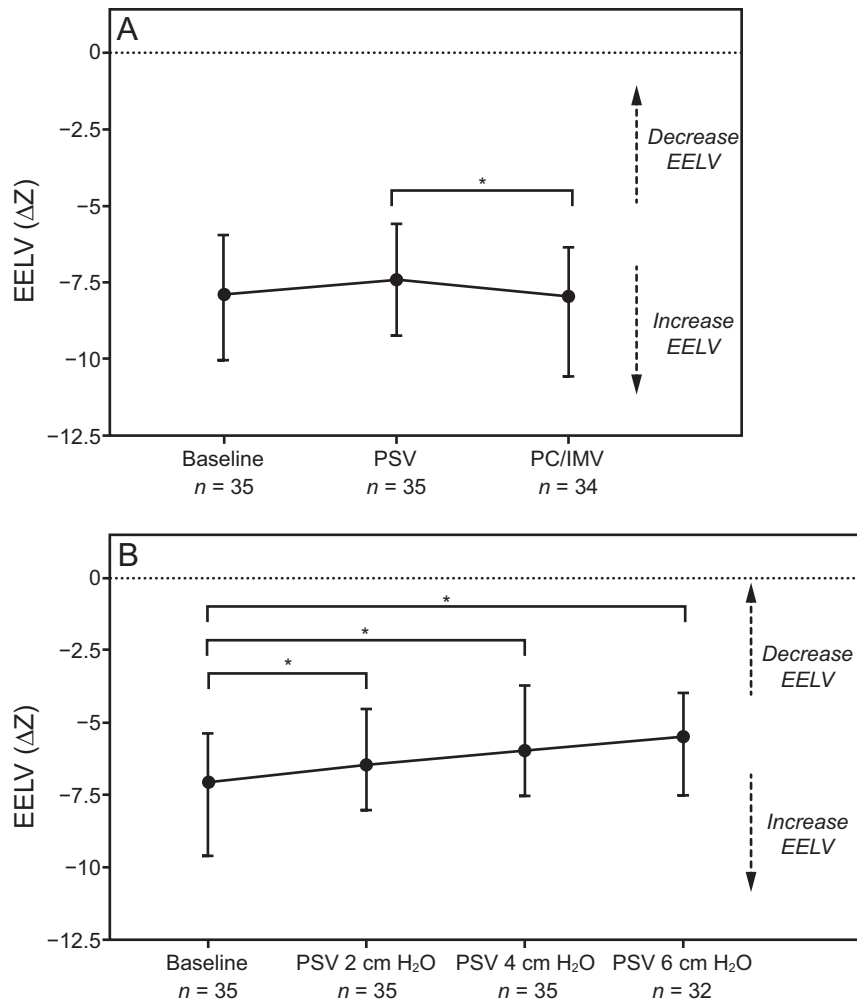 A
0
−2.5
−5
−7.5
−10
−12.5
EELV (ΔZ)
*
Decrease
EELV
Increase
EELV
Baseline PSV PC/IMV
n = 35 n = 35 n = 34
B
0
−2.5
−5
−7.5
−10
−12.5
EELV (ΔZ)
*
*
*
Decrease
EELV
Increase
EELV
Baseline PSV 2 cm H₂O PSV 4 cm H₂O PSV 6 cm H₂O
n = 35 n = 35 n = 35 n = 32